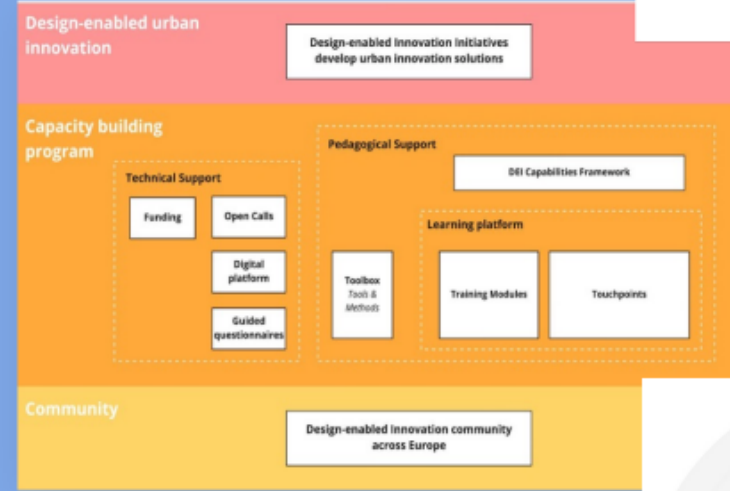 Design-enabled urban
innovation
Design-enabled Innovation Initiatives
develop urban innovation solutions
Capacity building
program
Technical Support
Funding
Open Calls
Digital
platform
Guided
questionnaires
Pedagogical Support
DEI Capabilities Framework
Learning platform
Toolbox
Tools &
Methods
Training Modules
Touchpoints
Community
Design-enabled Innovation community
across Europe